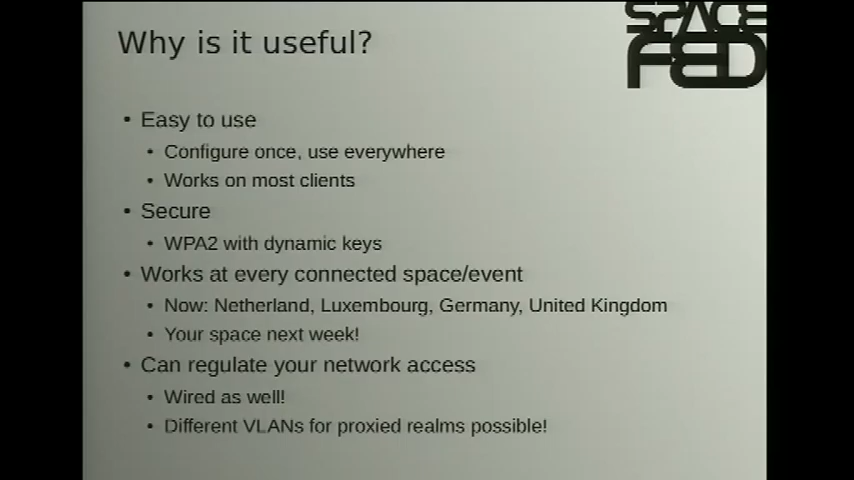 SPACE
FED
Why is it useful?
• Easy to use
• Configure once, use everywhere
• Works on most clients
• Secure
• WPA2 with dynamic keys
• Works at every connected space/event
• Now: Netherland, Luxembourg, Germany, United Kingdom
• Your space next week!
• Can regulate your network access
• Wired as well!
• Different VLANs for proxied realms possible!